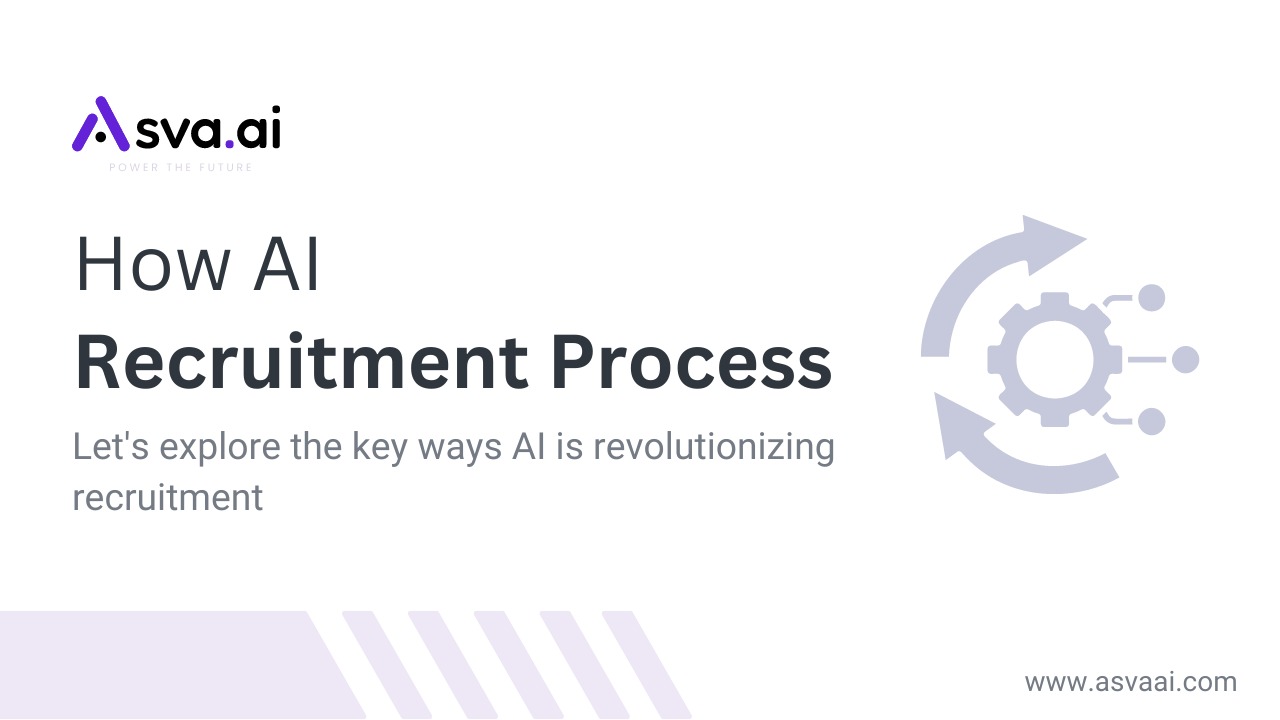 Asva.ai
POWER THE FUTURE
How AI
Recruitment Process
Let's explore the key ways AI is revolutionizing
recruitment
www.asvaai.com